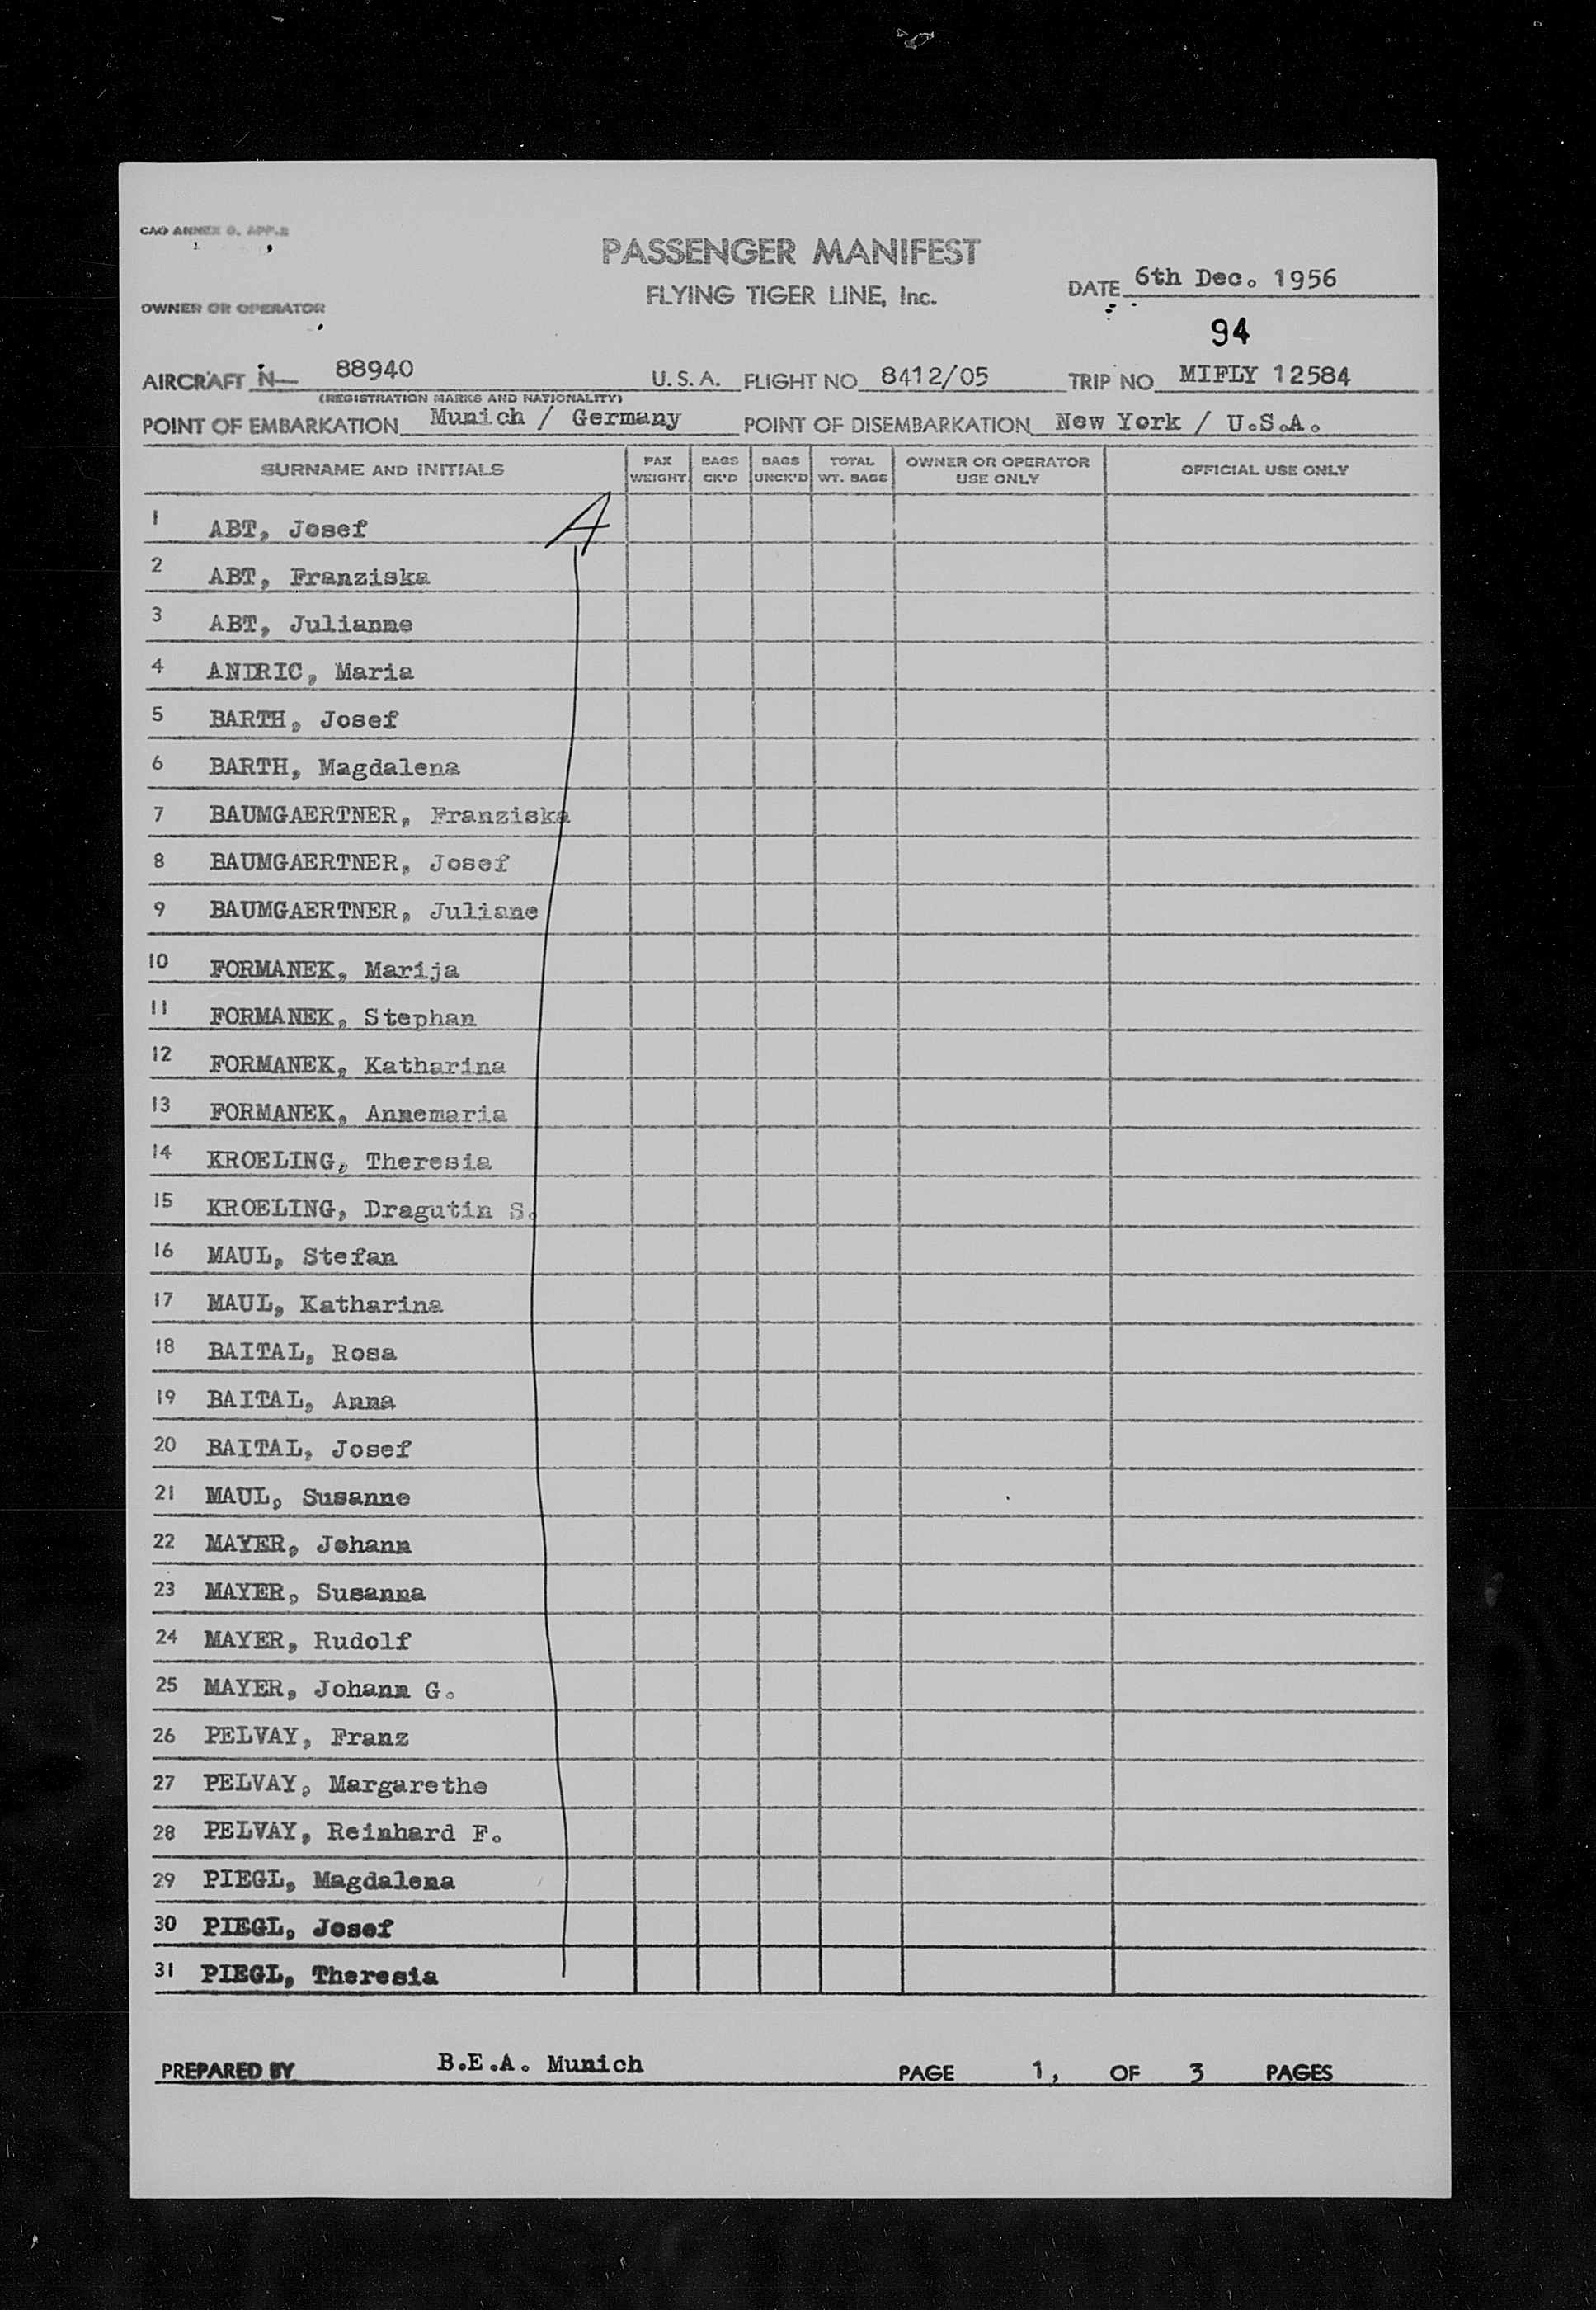 CAO ANNEX 9, APP.2
PASSENGER MANIFEST
FLYING TIGER LINE, Inc.
DATE 6th Dec. 1956
OWNER OR OPERATOR
94
AIRCRAFT N— 88940 U.S.A. FLIGHT NO 8412/05 TRIP NO MIFLY 12584
(REGISTRATION MARKS AND NATIONALITY)
POINT OF EMBARKATION Munich / Germany POINT OF DISEMBARKATION New York / U.S.A.
SURNAME AND INITIALS PAX WEIGHT BAGS CK'D BAGS UNCK'D TOTAL WT. BAGS OWNER OR OPERATOR USE ONLY OFFICIAL USE ONLY
A
1 ABT, Josef
2 ABT, Franziska
3 ABT, Julianne
4 ANDRIC, Maria
5 BARTH, Josef
6 BARTH, Magdalena
7 BAUMGAERTNER, Franziska
8 BAUMGAERTNER, Josef
9 BAUMGAERTNER, Juliane
10 FORMANEK, Marija
11 FORMANEK, Stephan
12 FORMANEK, Katharina
13 FORMANEK, Annemaria
14 KROELING, Theresia
15 KROELING, Dragutin S.
16 MAUL, Stefan
17 MAUL, Katharina
18 BAITAL, Rosa
19 BAITAL, Anna
20 BAITAL, Josef
21 MAUL, Susanne
22 MAYER, Johann
23 MAYER, Susanna
24 MAYER, Rudolf
25 MAYER, Johann G.
26 PELVAY, Franz
27 PELVAY, Margarethe
28 PELVAY, Reinhard F.
29 PIEGL, Magdalena
30 PIEGL, Josef
31 PIEGL, Theresia
PREPARED BY B.E.A. Munich PAGE 1, OF 3 PAGES